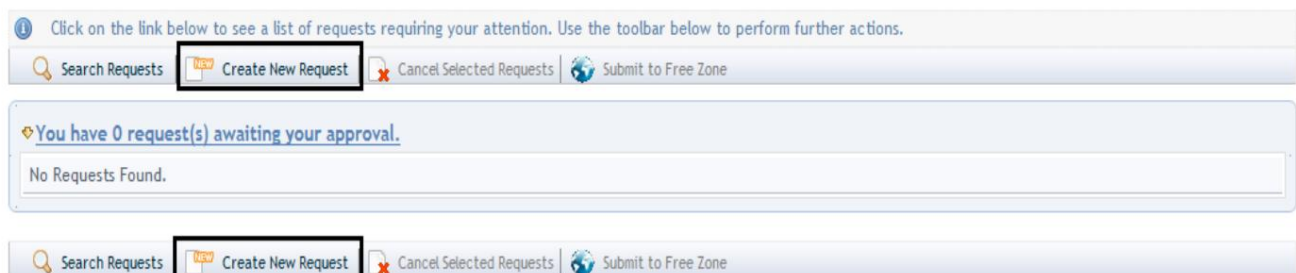 Click on the link below to see a list of requests requiring your attention. Use the toolbar below to perform further actions.
Search Requests NEW Create New Request Cancel Selected Requests Submit to Free Zone
You have 0 request(s) awaiting your approval.
No Requests Found.
Search Requests NEW Create New Request Cancel Selected Requests Submit to Free Zone